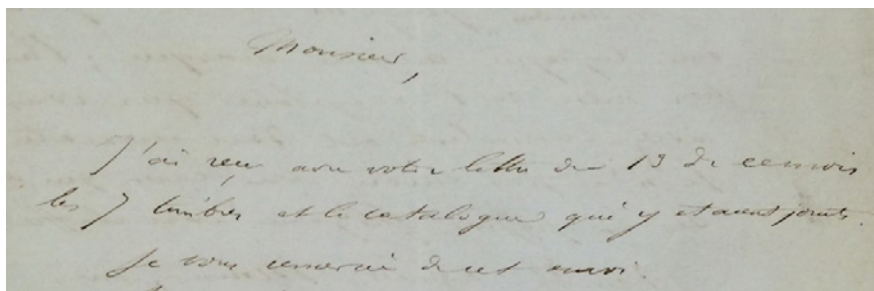 Monsieur,
J'ai reçu avec votre lettre du 13 de ce mois
les 7 timbres et le catalogue qui y étaient joints.
Je vous remercie de cet envoi.